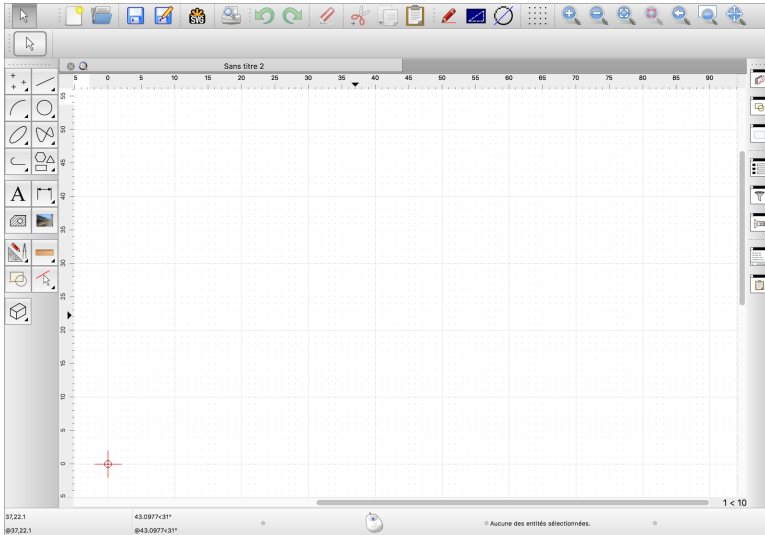 SVG
Sans titre 2
5 0 5 10 15 20 25 30 35 40 45 50 55 60 65 70 75 80 85 90
55
50
45
40
35
30
25
20
15
10
5
0
5
A
1 < 10
37,22.1 43.0977<31°
@37,22.1 @43.0977<31°
Aucune des entités sélectionnées.